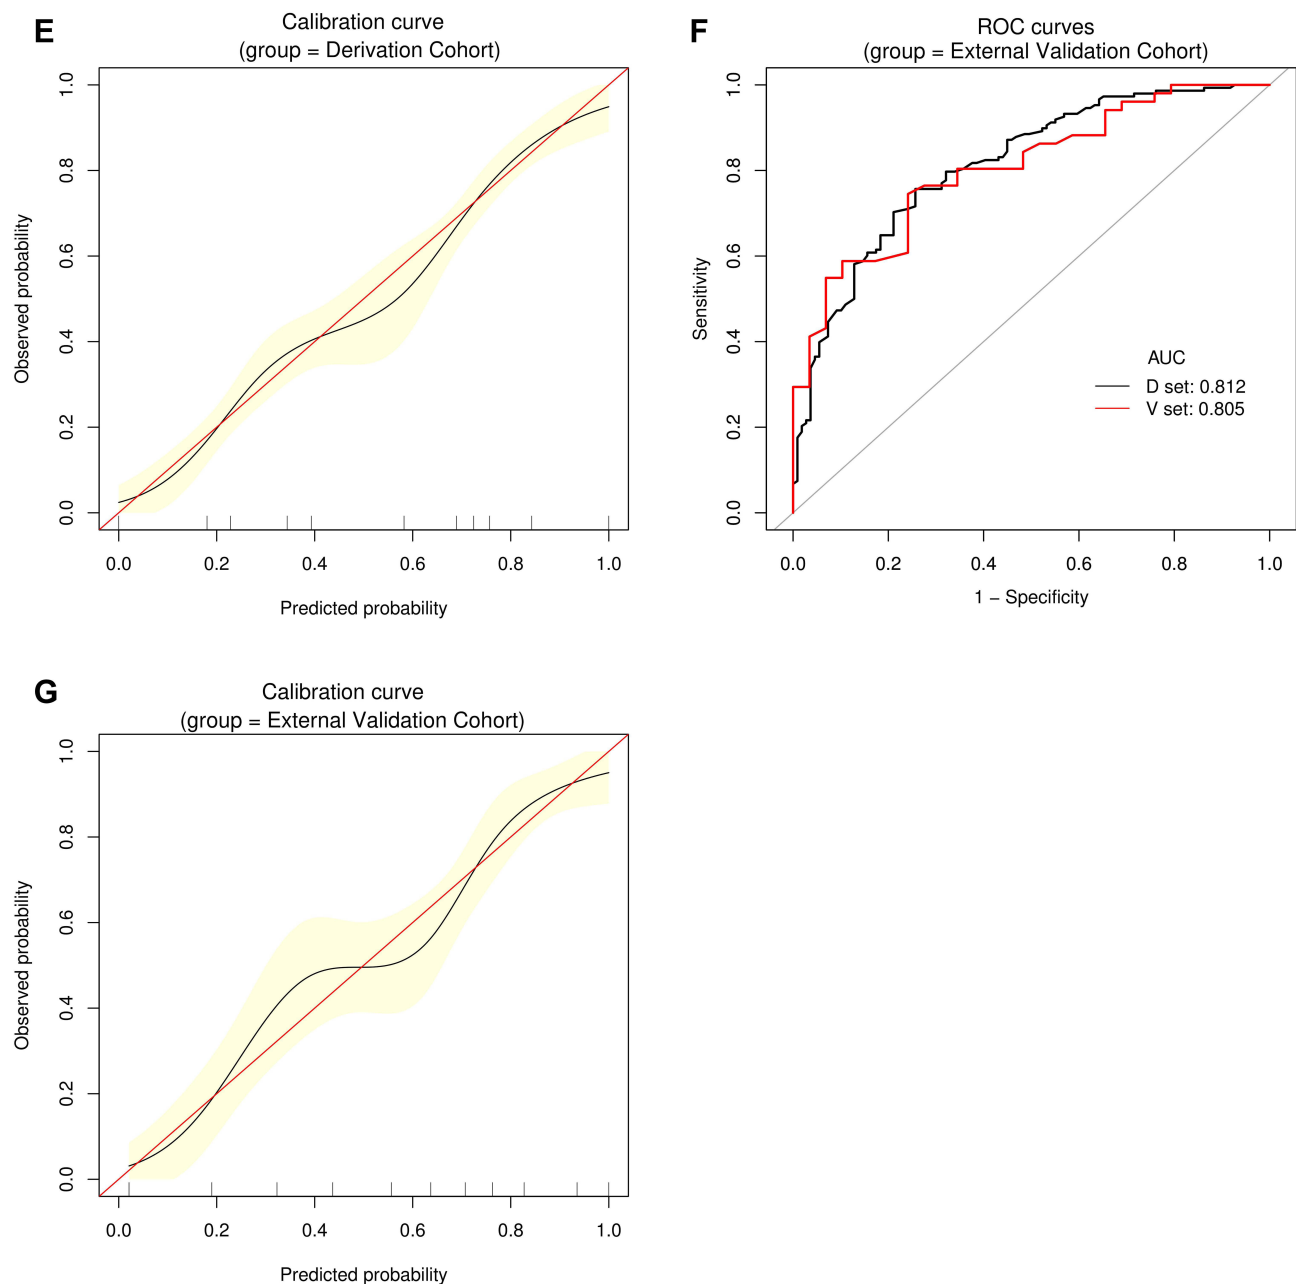 E
Calibration curve
(group = Derivation Cohort)
Observed probability
1.0
0.8
0.6
0.4
0.2
0.0
0.0 0.2 0.4 0.6 0.8 1.0
Predicted probability
F
ROC curves
(group = External Validation Cohort)
Sensitivity
1.0
0.8
0.6
0.4
0.2
0.0
AUC
D set: 0.812
V set: 0.805
0.0 0.2 0.4 0.6 0.8 1.0
1 − Specificity
G
Calibration curve
(group = External Validation Cohort)
Observed probability
1.0
0.8
0.6
0.4
0.2
0.0
0.0 0.2 0.4 0.6 0.8 1.0
Predicted probability